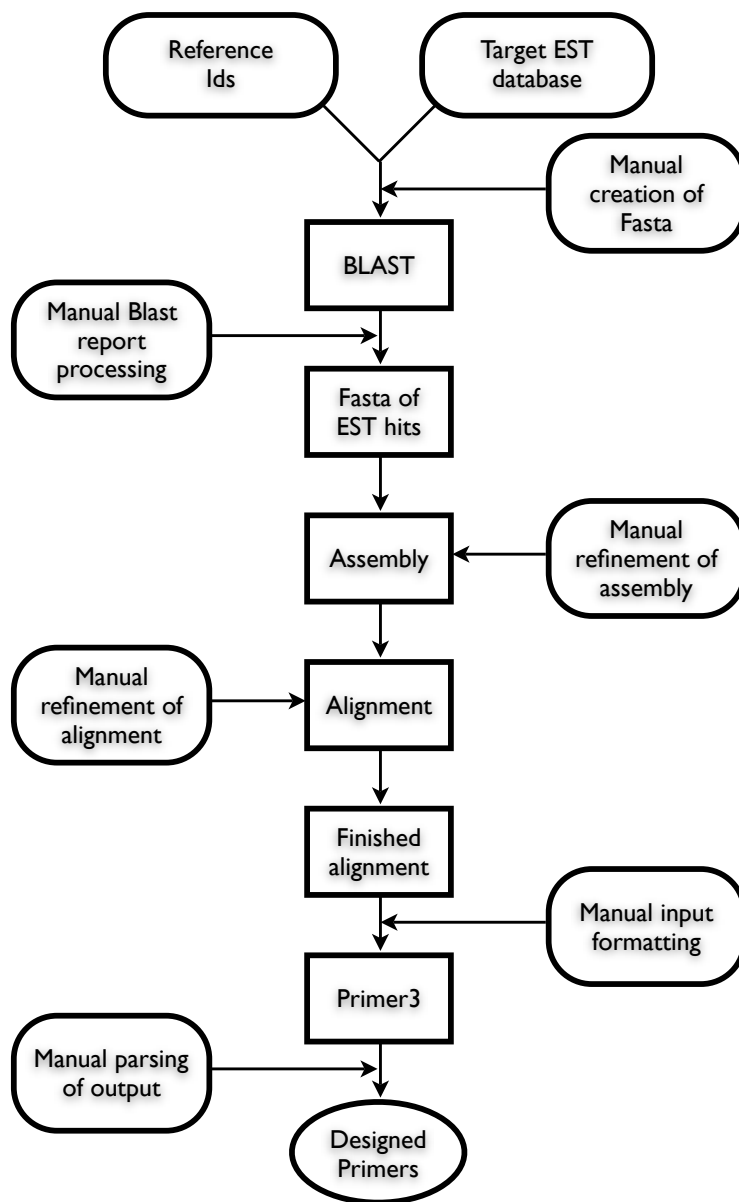 Reference
Ids
Target EST
database
Manual
creation of
Fasta
BLAST
Manual Blast
report
processing
Fasta of
EST hits
Assembly
Manual
refinement of
assembly
Manual
refinement of
alignment
Alignment
Finished
alignment
Manual input
formatting
Primer3
Manual parsing
of output
Designed
Primers